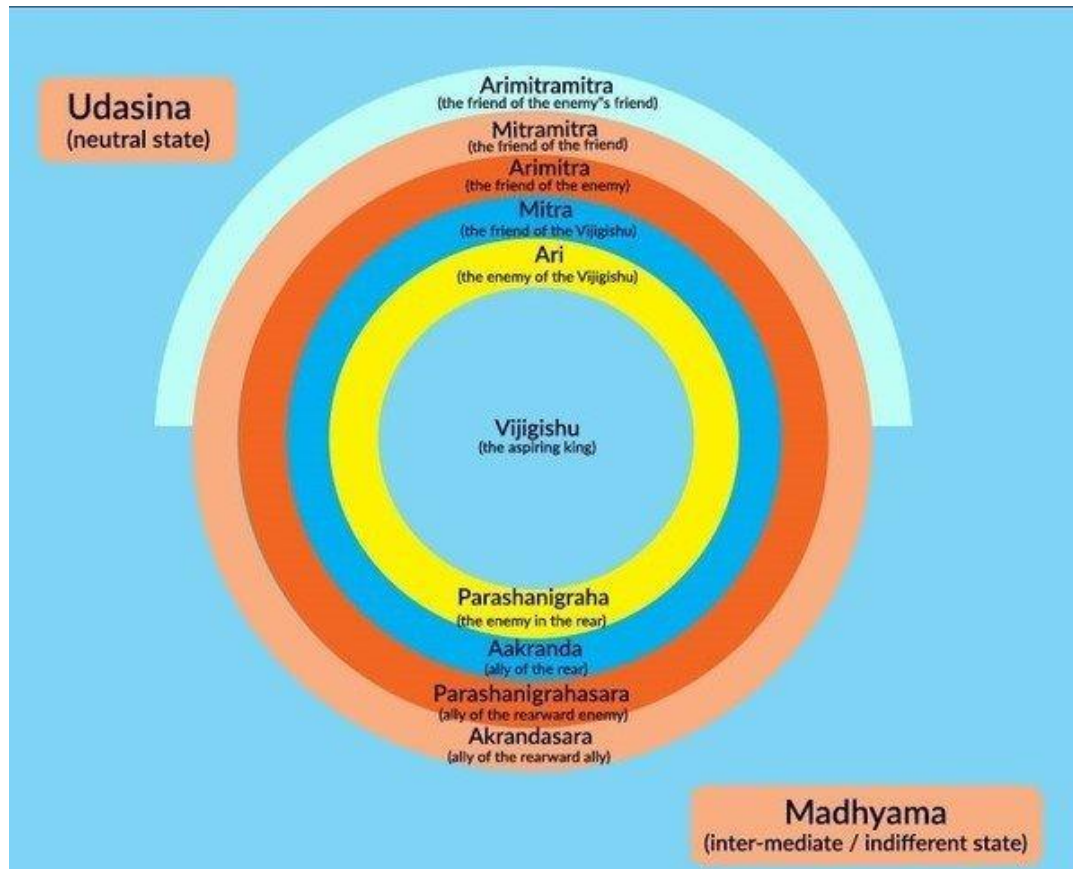 Udasina
(neutral state)
Arimitramitra
(the friend of the enemy"s friend)
Mitramitra
(the friend of the friend)
Arimitra
(the friend of the enemy)
Mitra
(the friend of the Vijigishu)
Ari
(the enemy of the Vijigishu)
Vijigishu
(the aspiring king)
Parashanigraha
(the enemy in the rear)
Aakranda
(ally of the rear)
Parashanigrahasara
(ally of the rearward enemy)
Akrandasara
(ally of the rearward ally)
Madhyama
(inter-mediate / indifferent state)